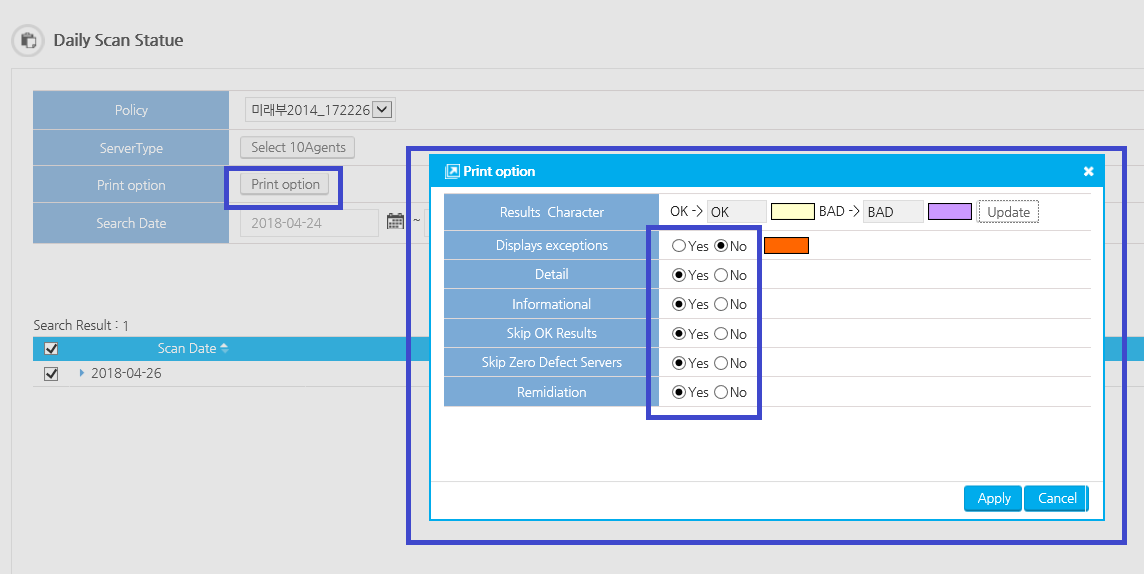 Daily Scan Statue
Policy 미래부2014_172226
ServerType Select 10Agents
Print option Print option
Search Date 2018-04-24 ~
Search Result : 1
Scan Date
2018-04-26
Print option
Results Character OK -> OK BAD -> BAD Update
Displays exceptions Yes No
Detail Yes No
Informational Yes No
Skip OK Results Yes No
Skip Zero Defect Servers Yes No
Remidiation Yes No
Apply Cancel